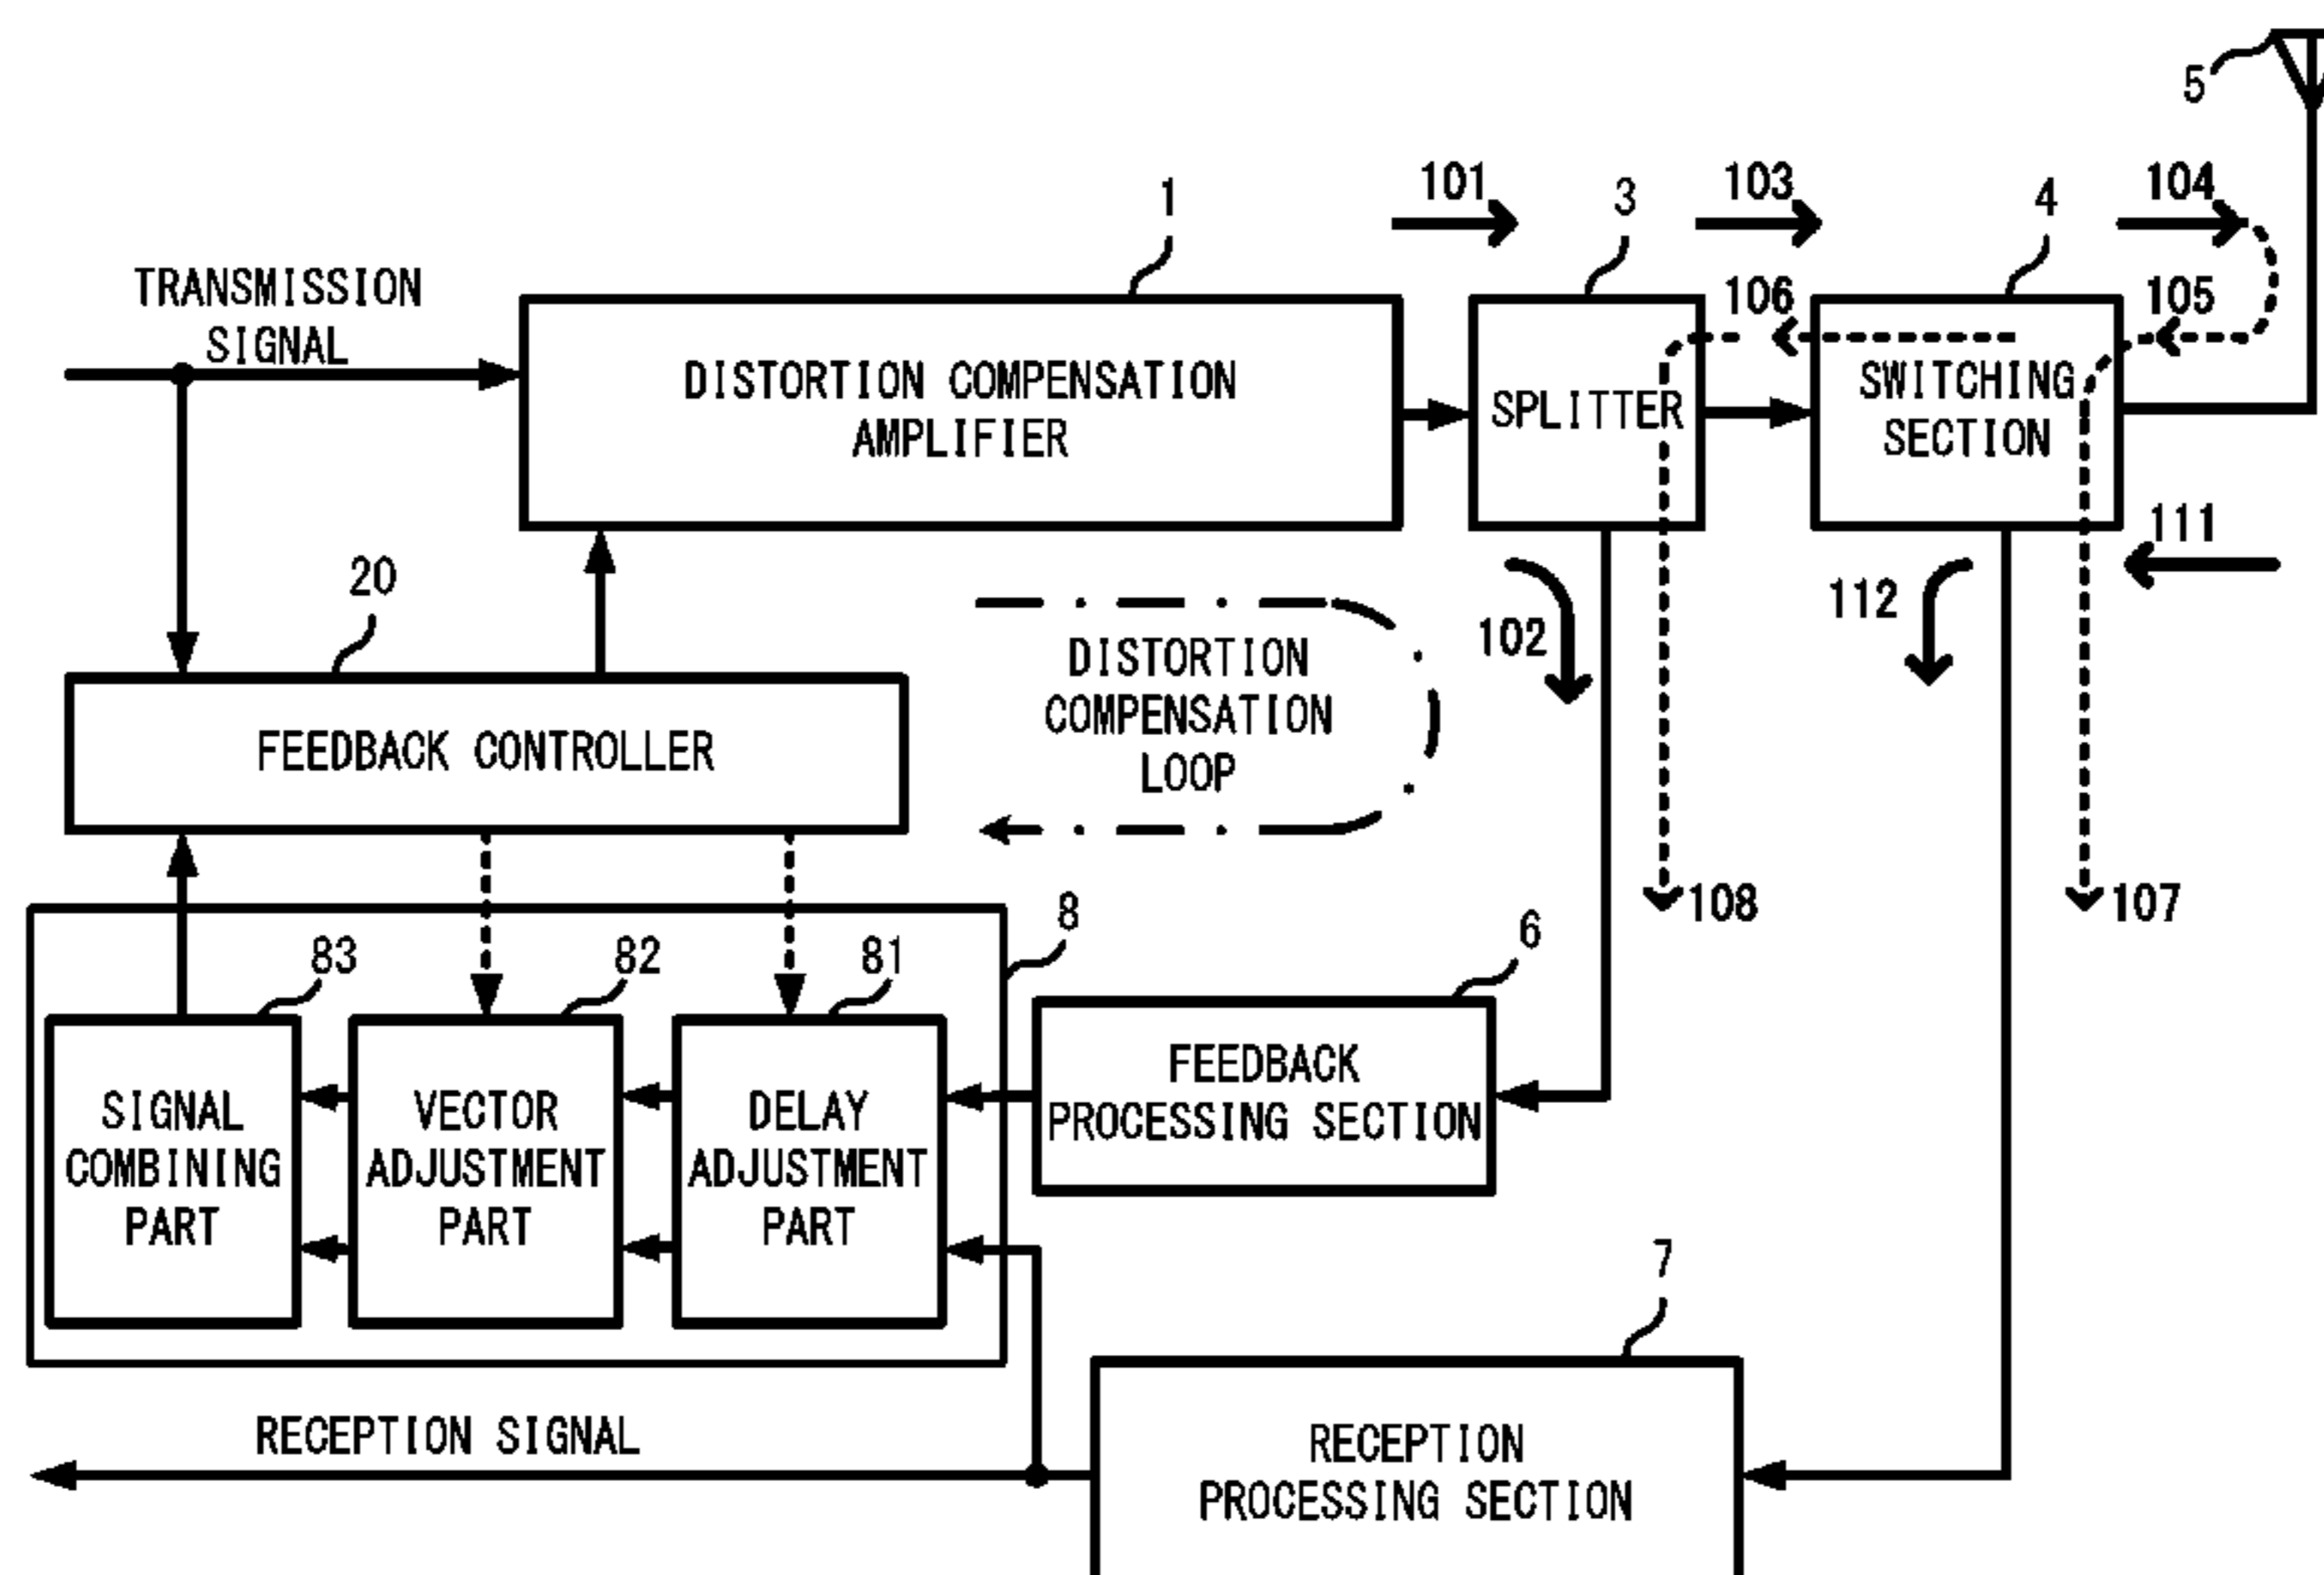 5
1
101
3
103
4
104
TRANSMISSION
SIGNAL
106
105
DISTORTION COMPENSATION
AMPLIFIER
SPLITTER
SWITCHING
SECTION
111
20
102
112
DISTORTION
COMPENSATION
LOOP
FEEDBACK CONTROLLER
8
108
107
83
82
81
6
SIGNAL
COMBINING
PART
VECTOR
ADJUSTMENT
PART
DELAY
ADJUSTMENT
PART
FEEDBACK
PROCESSING SECTION
7
RECEPTION SIGNAL
RECEPTION
PROCESSING SECTION